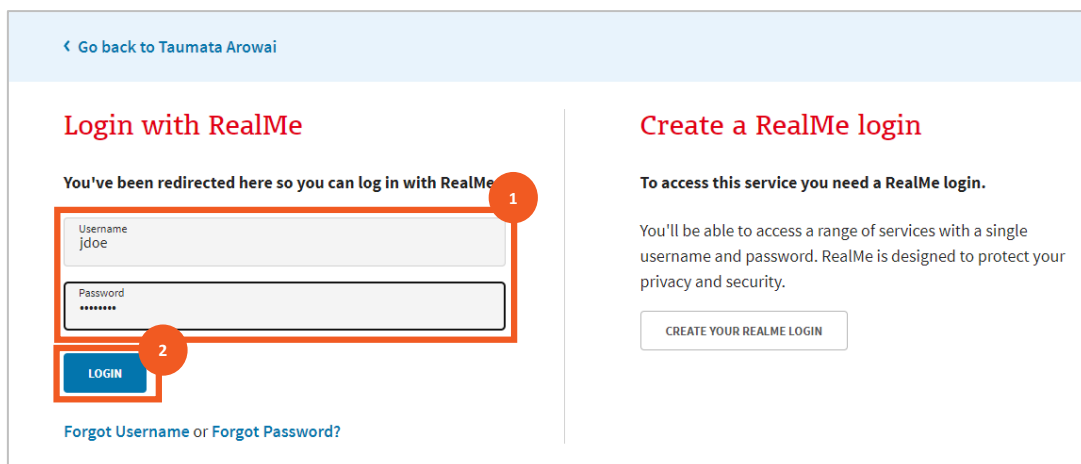 Go back to Taumata Arowai
Login with RealMe
You've been redirected here so you can log in with RealMe
1
Username
jdoe
Password
••••••••
2
LOGIN
Forgot Username or Forgot Password?
Create a RealMe login
To access this service you need a RealMe login.
You'll be able to access a range of services with a single
username and password. RealMe is designed to protect your
privacy and security.
CREATE YOUR REALME LOGIN